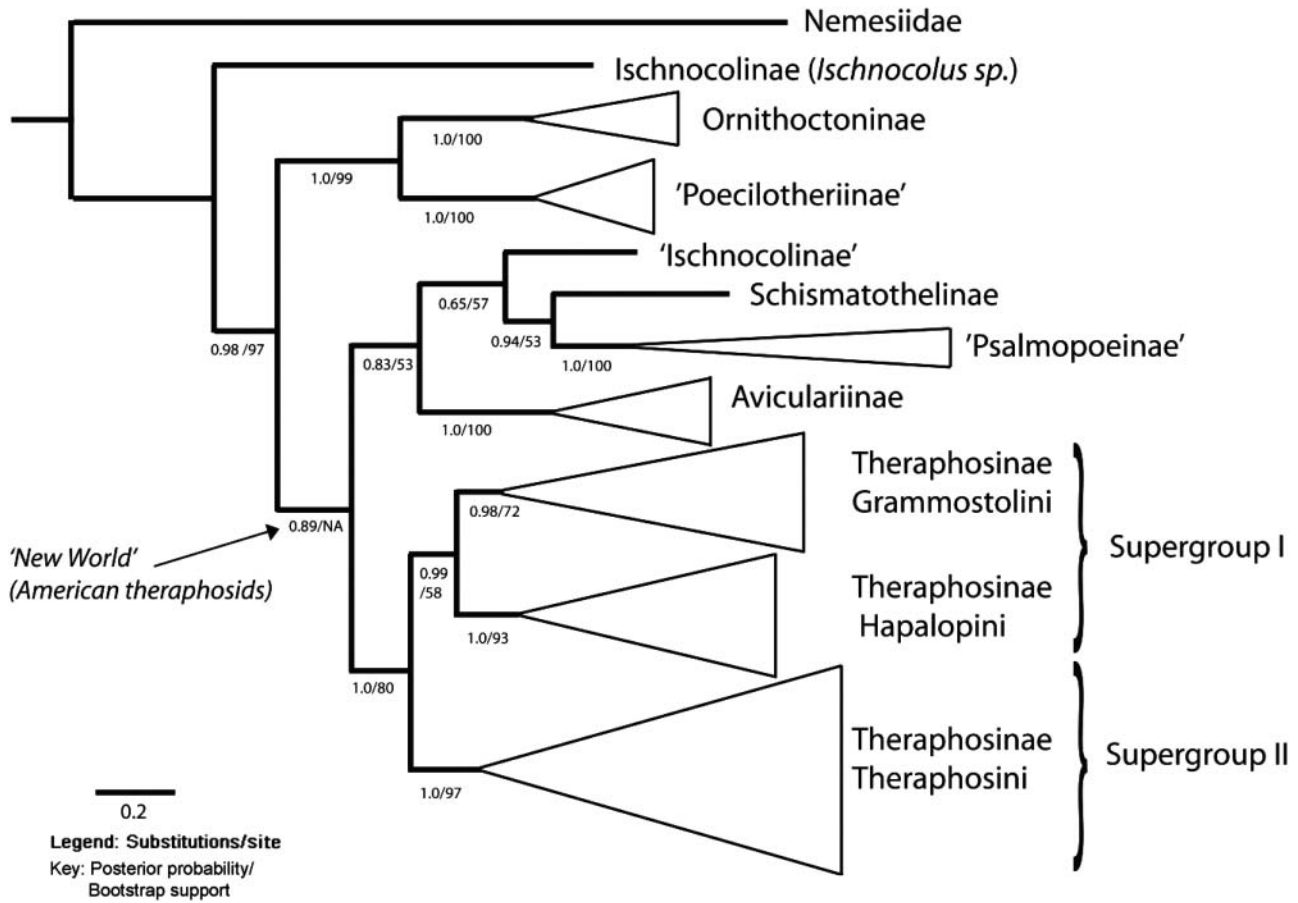 Nemesiidae
Ischnocolinae (Ischnocolus sp.)
Ornithoctoninae
1.0/100
1.0/99
'Poecilotheriinae'
1.0/100
'Ischnocolinae'
Schismatothelinae
0.65/57
0.94/53
'Psalmopoeinae'
0.98 /97
0.83/53
1.0/100
Aviculariinae
1.0/100
Theraphosinae
Grammostolini
0.98/72
Supergroup I
0.89/NA
'New World'
(American theraphosids)
0.99
/58
Theraphosinae
Hapalopini
1.0/93
1.0/80
Theraphosinae
Theraphosini
Supergroup II
1.0/97
0.2
Legend: Substitutions/site
Key: Posterior probability/
Bootstrap support